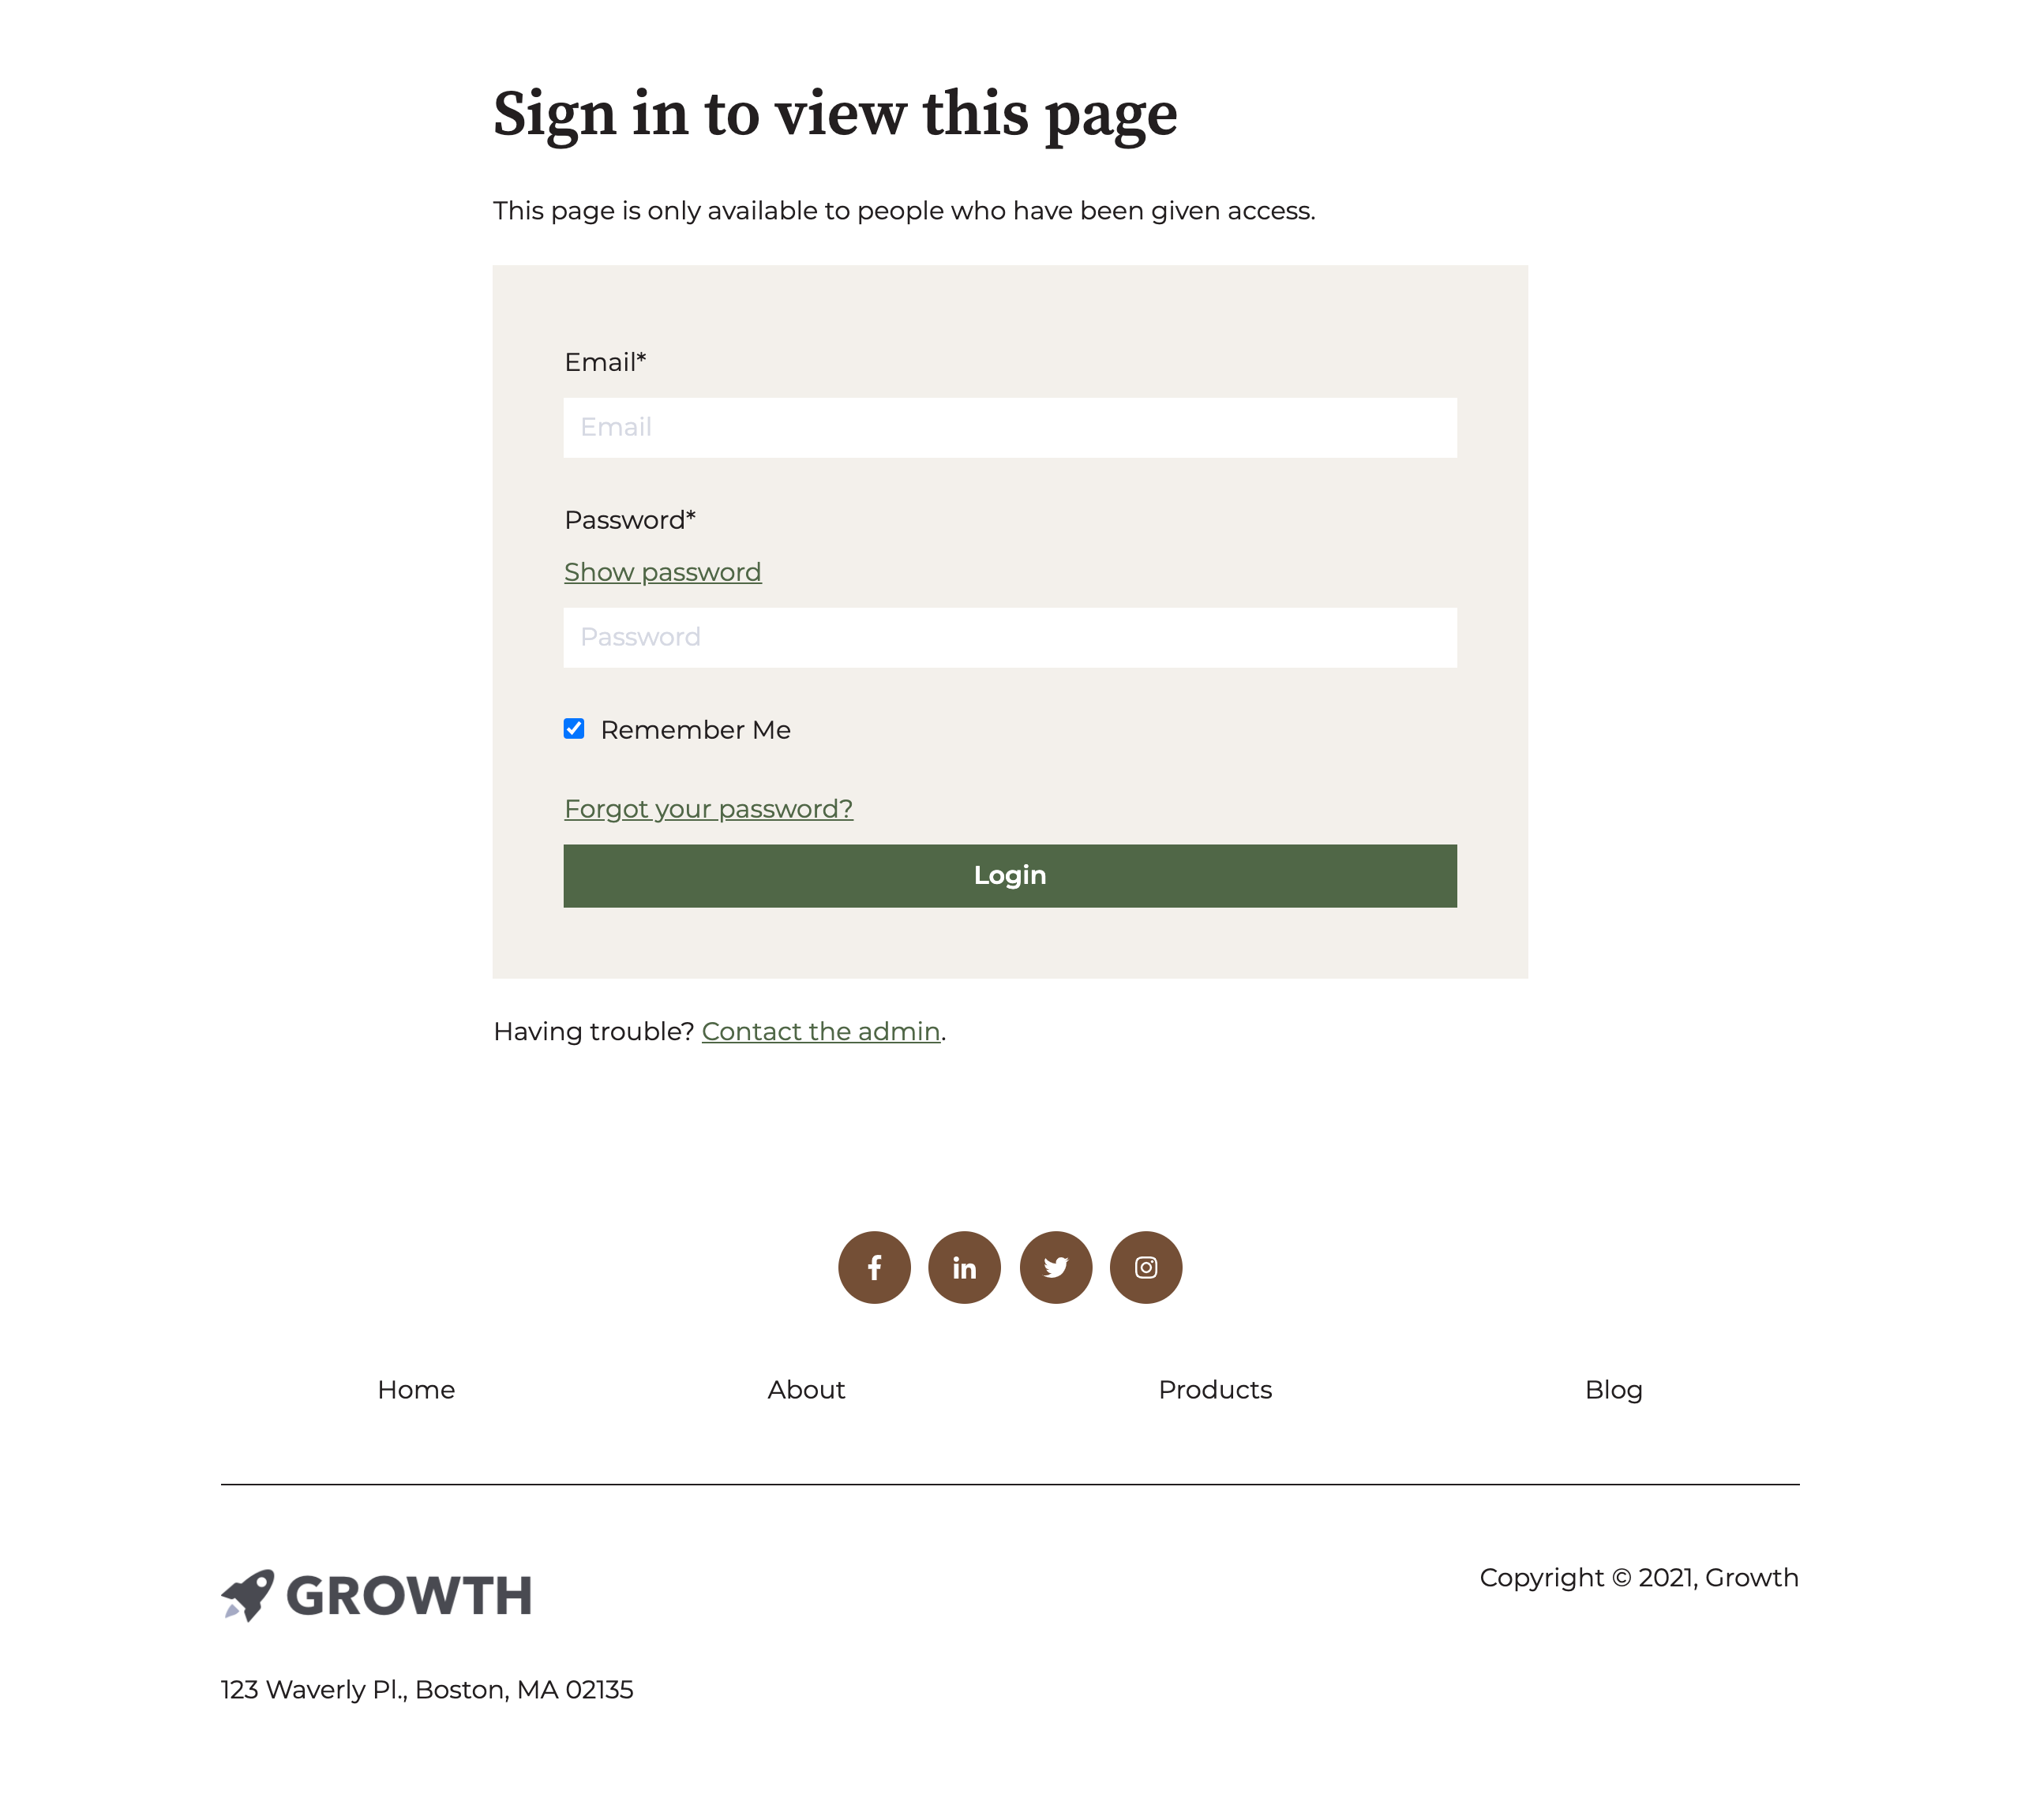 Sign in to view this page
This page is only available to people who have been given access.
Email*
Email
Password*
Show password
Password
Remember Me
Forgot your password?
Login
Having trouble? Contact the admin.
Home About Products Blog
GROWTH
Copyright © 2021, Growth
123 Waverly Pl., Boston, MA 02135